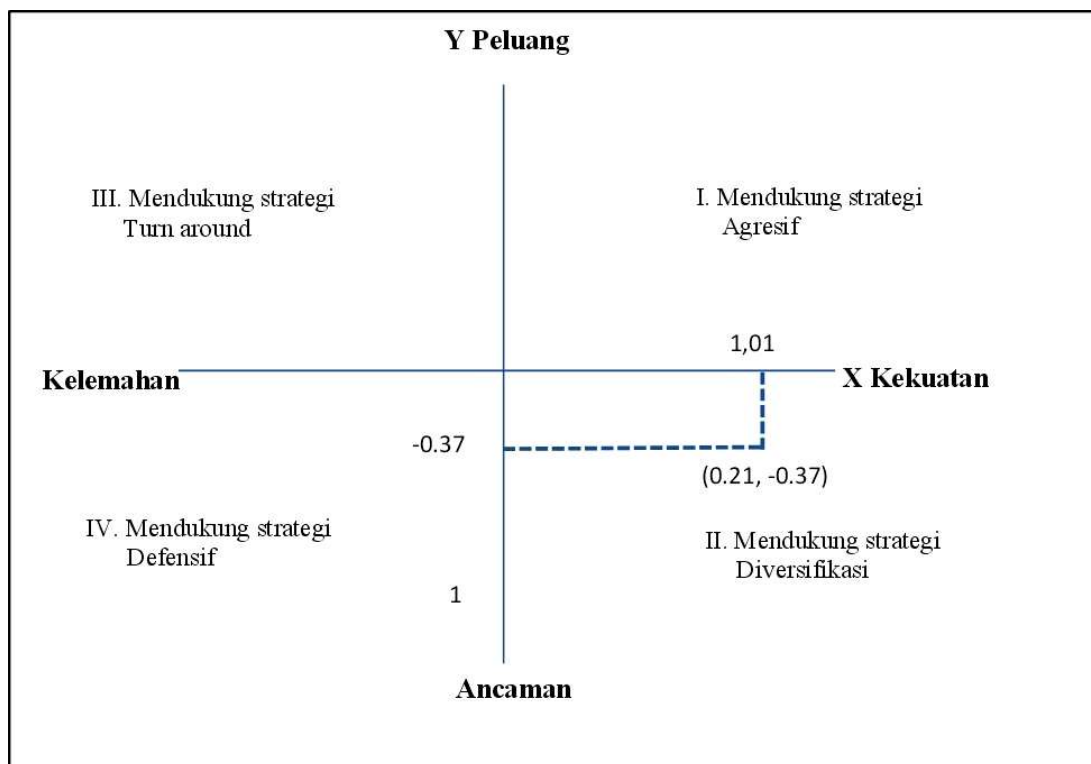 Y Peluang
III. Mendukung strategi
Turn around
I. Mendukung strategi
Agresif
1,01
Kelemahan
X Kekuatan
-0.37
(0.21, -0.37)
IV. Mendukung strategi
Defensif
II. Mendukung strategi
Diversifikasi
1
Ancaman